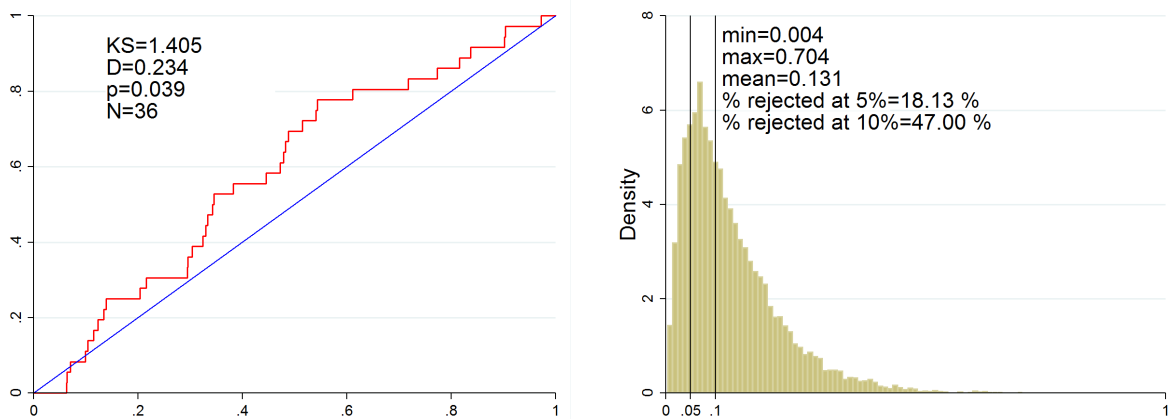 1
.8
.6
.4
.2
0
KS=1.405
D=0.234
p=0.039
N=36
0
.2
.4
.6
.8
1
8
6
4
2
0
Density
min=0.004
max=0.704
mean=0.131
% rejected at 5%=18.13 %
% rejected at 10%=47.00 %
0 .05 .1 1